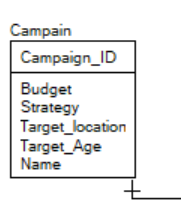 Campain
Campaign_ID
Budget
Strategy
Target_location
Target_Age
Name